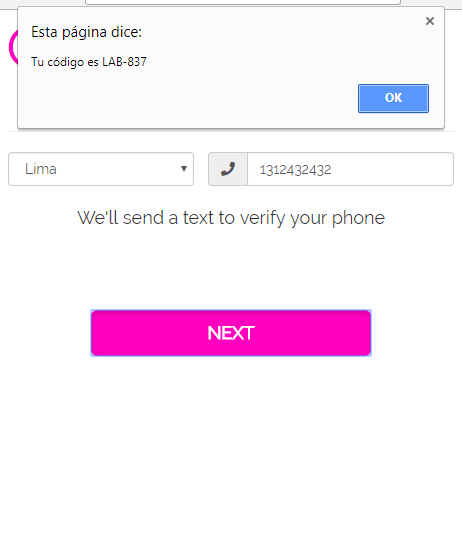 Esta página dice:
Tu código es LAB-837
OK
Lima
1312432432
We'll send a text to verify your phone
NEXT